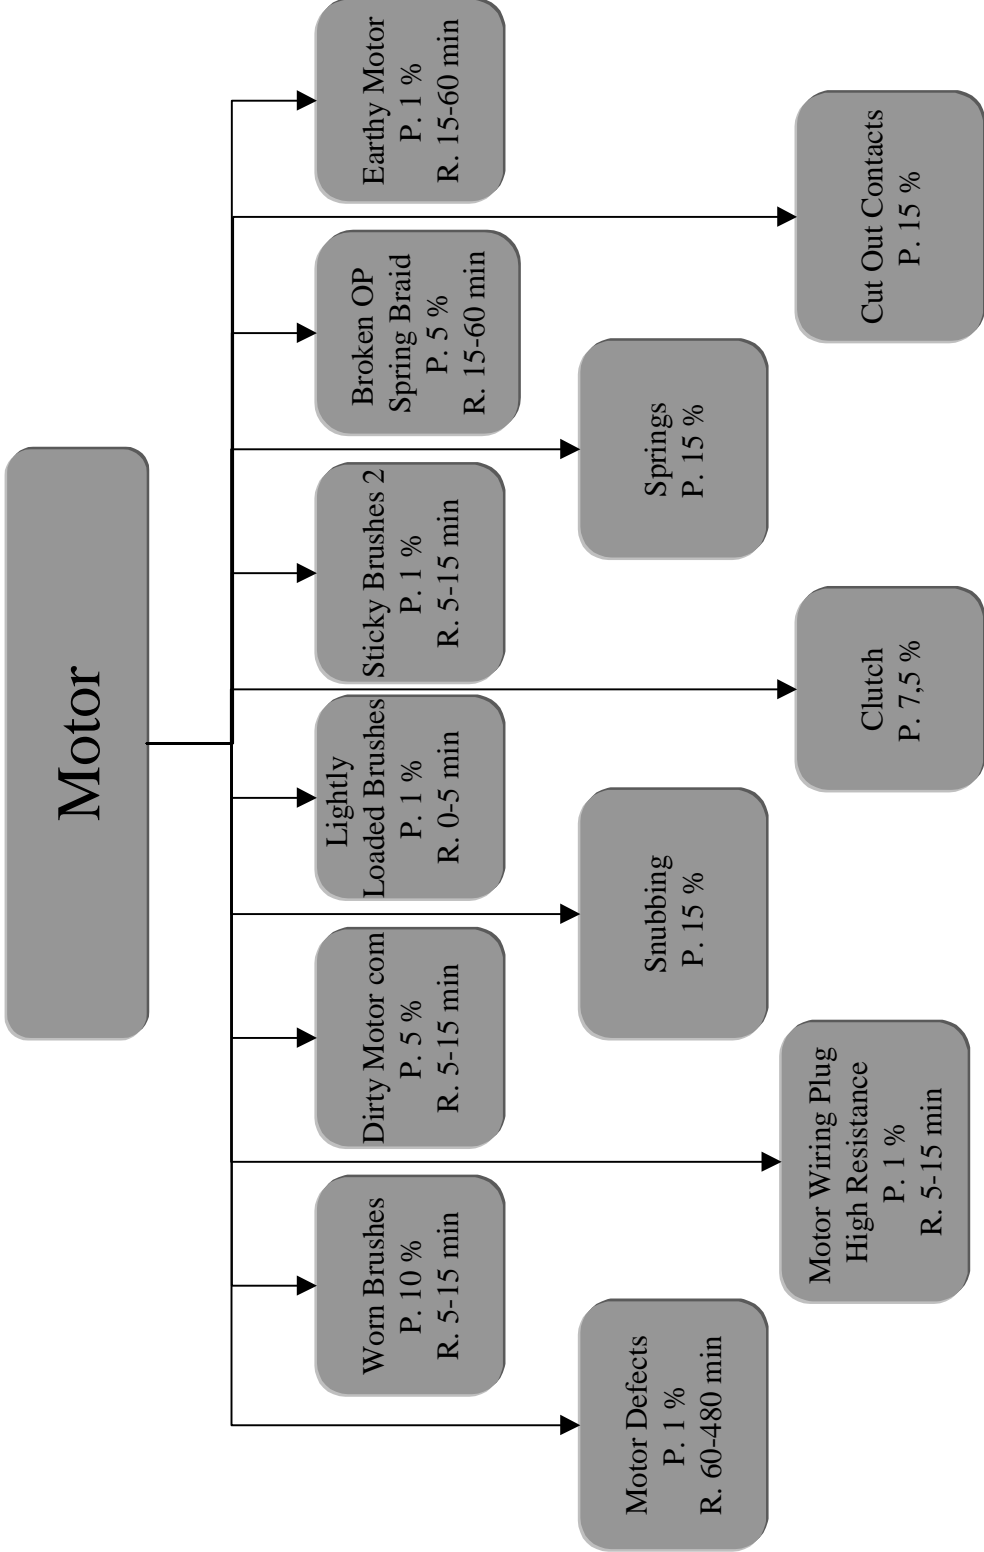 Motor
Worn Brushes
P. 10 %
R. 5-15 min
Dirty Motor com
P. 5 %
R. 5-15 min
Lightly
Loaded Brushes
P. 1 %
R. 0-5 min
Sticky Brushes 2
P. 1 %
R. 5-15 min
Broken OP
Spring Braid
P. 5 %
R. 15-60 min
Earthy Motor
P. 1 %
R. 15-60 min
Motor Defects
P. 1 %
R. 60-480 min
Snubbing
P. 15 %
Springs
P. 15 %
Motor Wiring Plug
High Resistance
P. 1 %
R. 5-15 min
Clutch
P. 7,5 %
Cut Out Contacts
P. 15 %